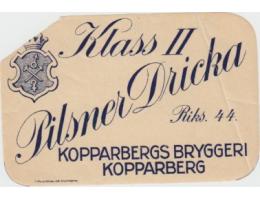 Klass II
Pilsner Dricka
Riks. 44.
KOPPARBERGS BRYGGERI
KOPPARBERG